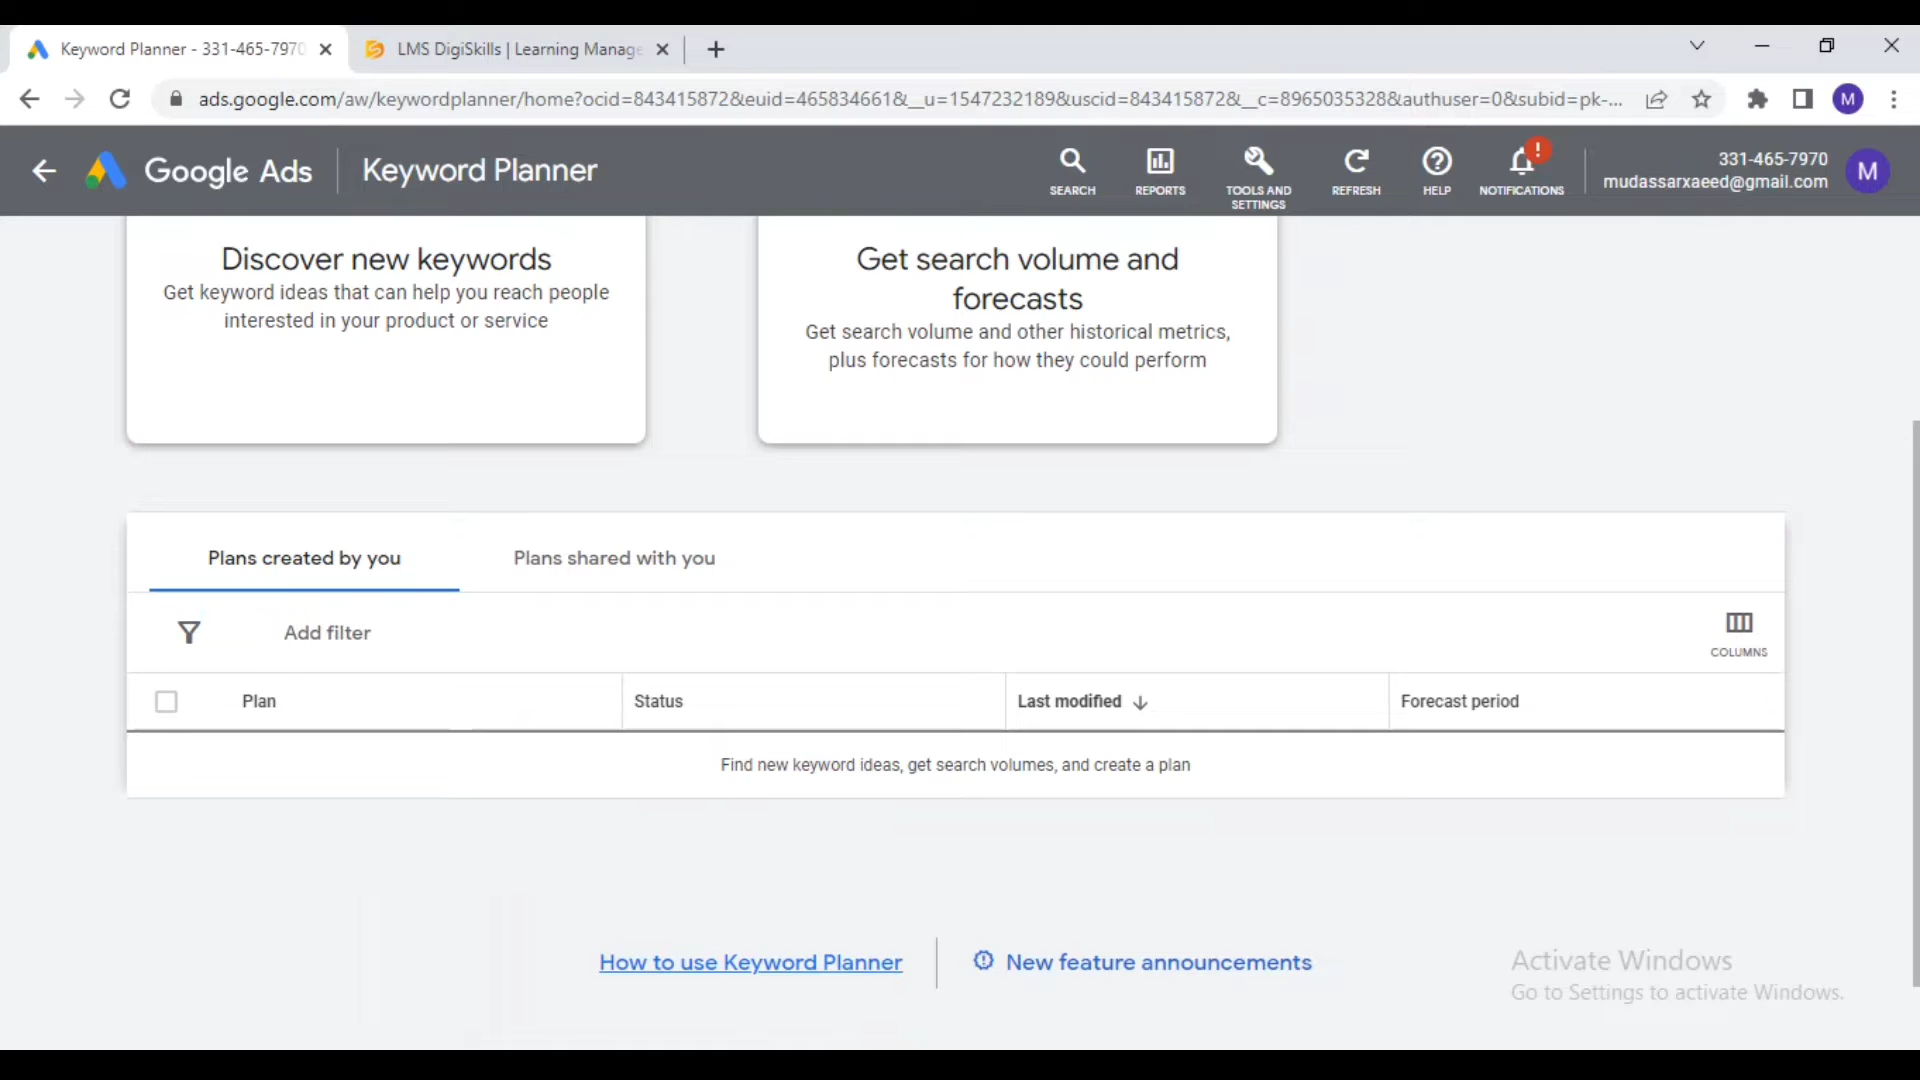 Keyword Planner - 331-465-7970
LMS DigiSkills | Learning Manage
ads.google.com/aw/keywordplanner/home?ocid=843415872&euid=465834661&__u=1547232189&uscid=843415872&__c=8965035328&authuser=0&subid=pk-...
M
Google Ads
Keyword Planner
SEARCH
REPORTS
TOOLS AND
SETTINGS
REFRESH
HELP
!
NOTIFICATIONS
331-465-7970
mudassarxaeed@gmail.com
M
Discover new keywords
Get keyword ideas that can help you reach people
interested in your product or service
Get search volume and
forecasts
Get search volume and other historical metrics,
plus forecasts for how they could perform
Plans created by you
Plans shared with you
Add filter
COLUMNS
Plan
Status
Last modified
Forecast period
Find new keyword ideas, get search volumes, and create a plan
How to use Keyword Planner
New feature announcements
Activate Windows
Go to Settings to activate Windows.